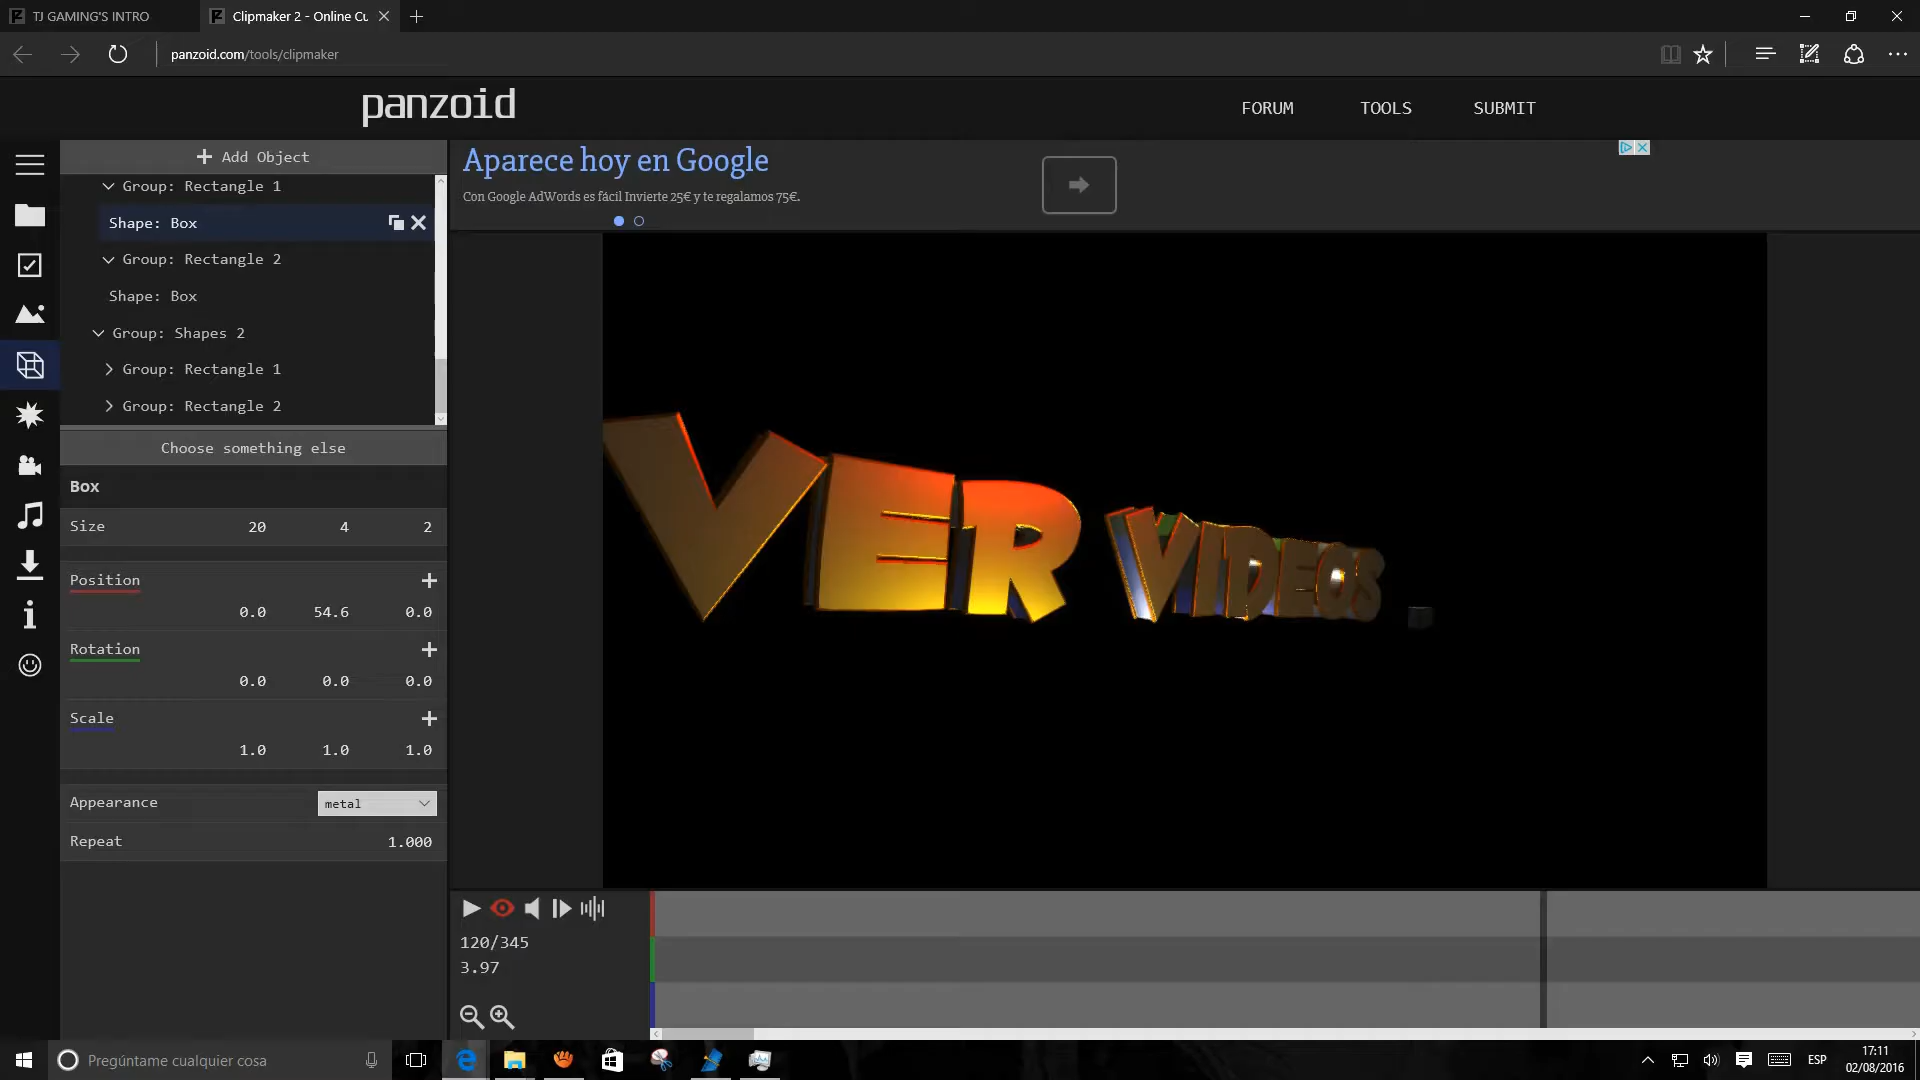 TJ GAMING'S INTRO
Clipmaker 2 - Online Cu
panzoid.com/tools/clipmaker
panzoid
FORUM
TOOLS
SUBMIT
Add Object
Group: Rectangle 1
Shape: Box
Group: Rectangle 2
Shape: Box
Group: Shapes 2
Group: Rectangle 1
Group: Rectangle 2
Choose something else
Box
Size 20 4 2
Position
0.0 54.6 0.0
Rotation
0.0 0.0 0.0
Scale
1.0 1.0 1.0
Appearance metal
Repeat 1.000
Aparece hoy en Google
Con Google AdWords es fácil Invierte 25€ y te regalamos 75€.
VER VIDEOS
120/345
3.97
Pregúntame cualquier cosa
ESP
17:11
02/08/2016